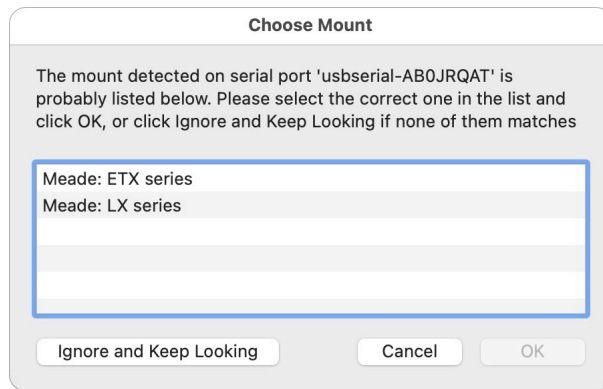 Choose Mount
The mount detected on serial port 'usbserial-AB0JRQAT' is
probably listed below. Please select the correct one in the list and
click OK, or click Ignore and Keep Looking if none of them matches
Meade: ETX series
Meade: LX series
Ignore and Keep Looking
Cancel
OK